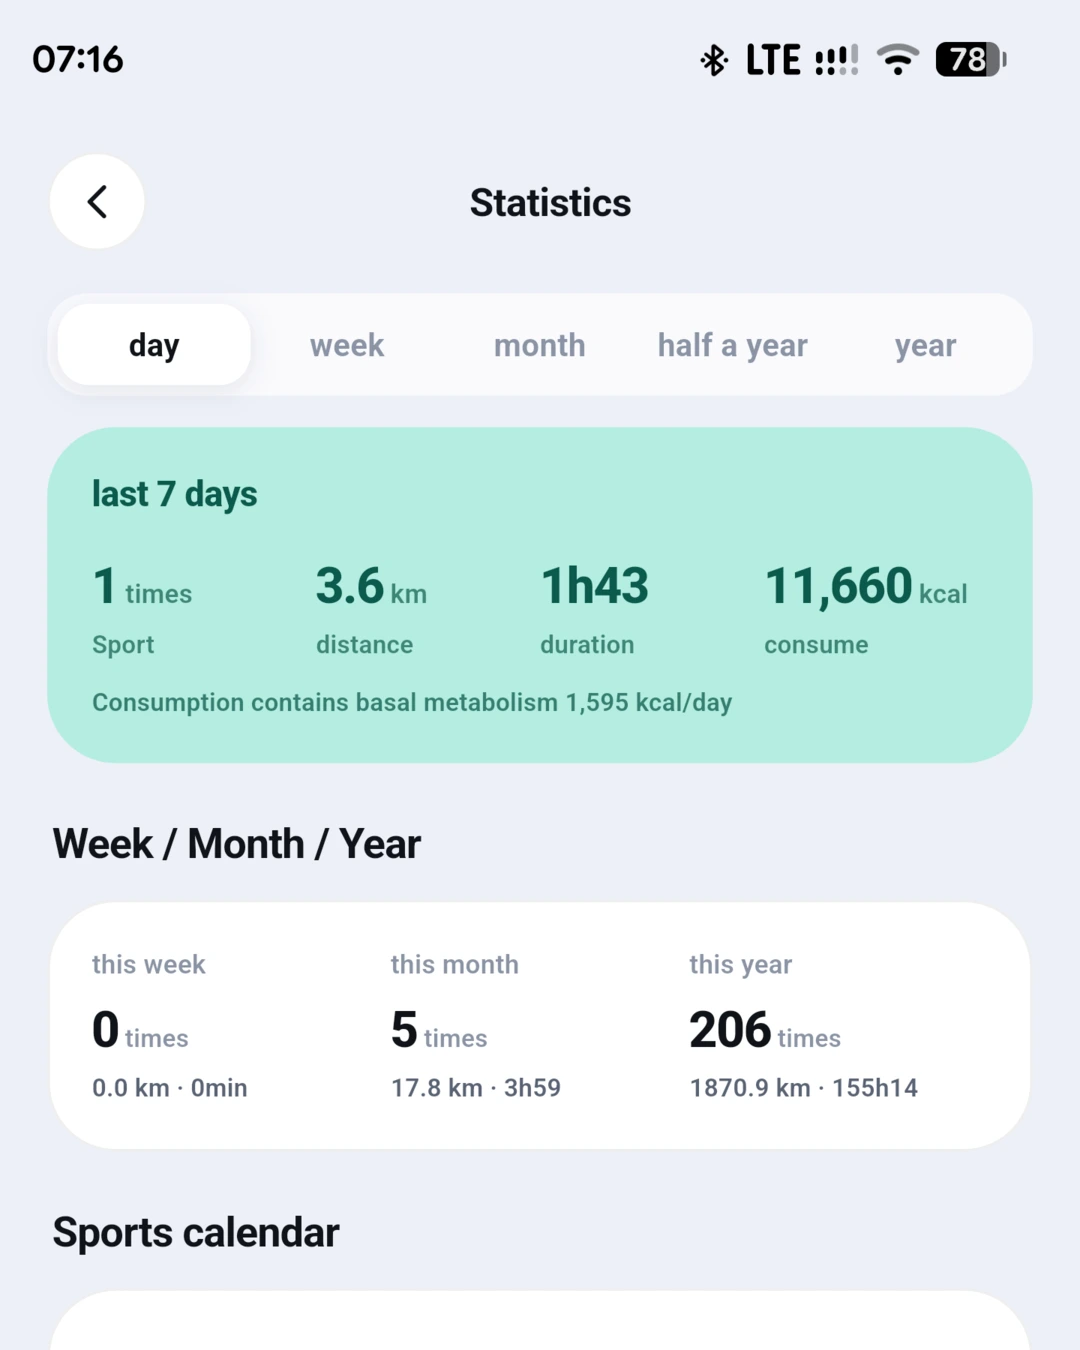 07:16 LTE 78
Statistics
day week month half a year year
last 7 days
1 times 3.6 km 1h43 11,660 kcal
Sport distance duration consume
Consumption contains basal metabolism 1,595 kcal/day
Week / Month / Year
this week this month this year
0 times 5 times 206 times
0.0 km · 0min 17.8 km · 3h59 1870.9 km · 155h14
Sports calendar